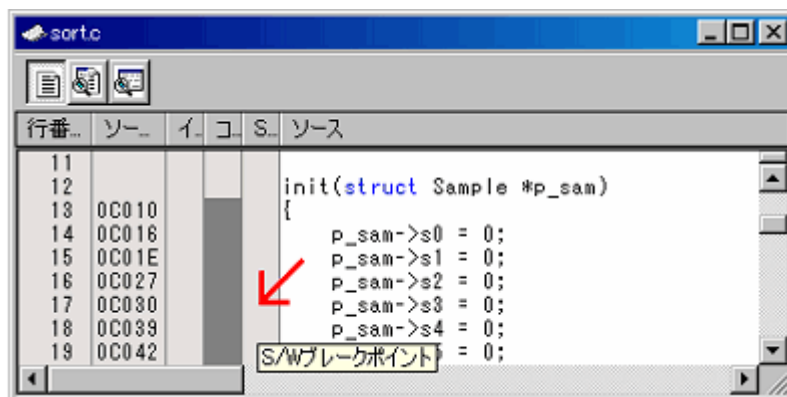 sort.c
行番... ソー... イ... コ... S... ソース
11
12 init(struct Sample *p_sam)
13 0C010 {
14 0C016 p_sam->s0 = 0;
15 0C01E p_sam->s1 = 0;
16 0C027 p_sam->s2 = 0;
17 0C030 p_sam->s3 = 0;
18 0C039 p_sam->s4 = 0;
19 0C042 S/Wブレークポイント = 0;